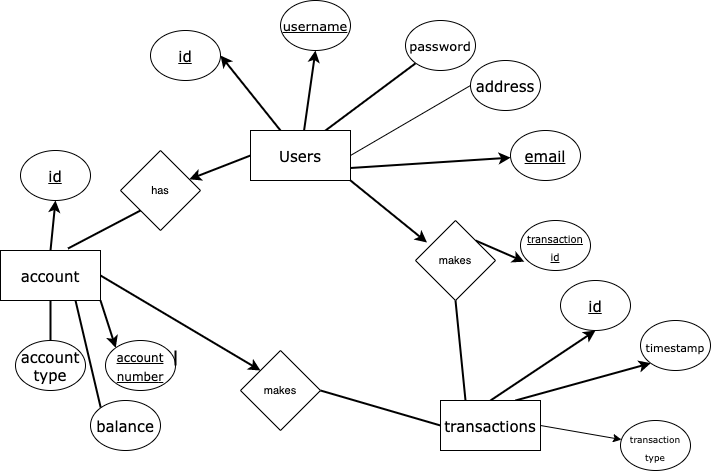 username
id
password
address
Users
email
id
has
transaction
id
makes
account
id
timestamp
account
type
account
number
makes
balance
transactions
transaction
type